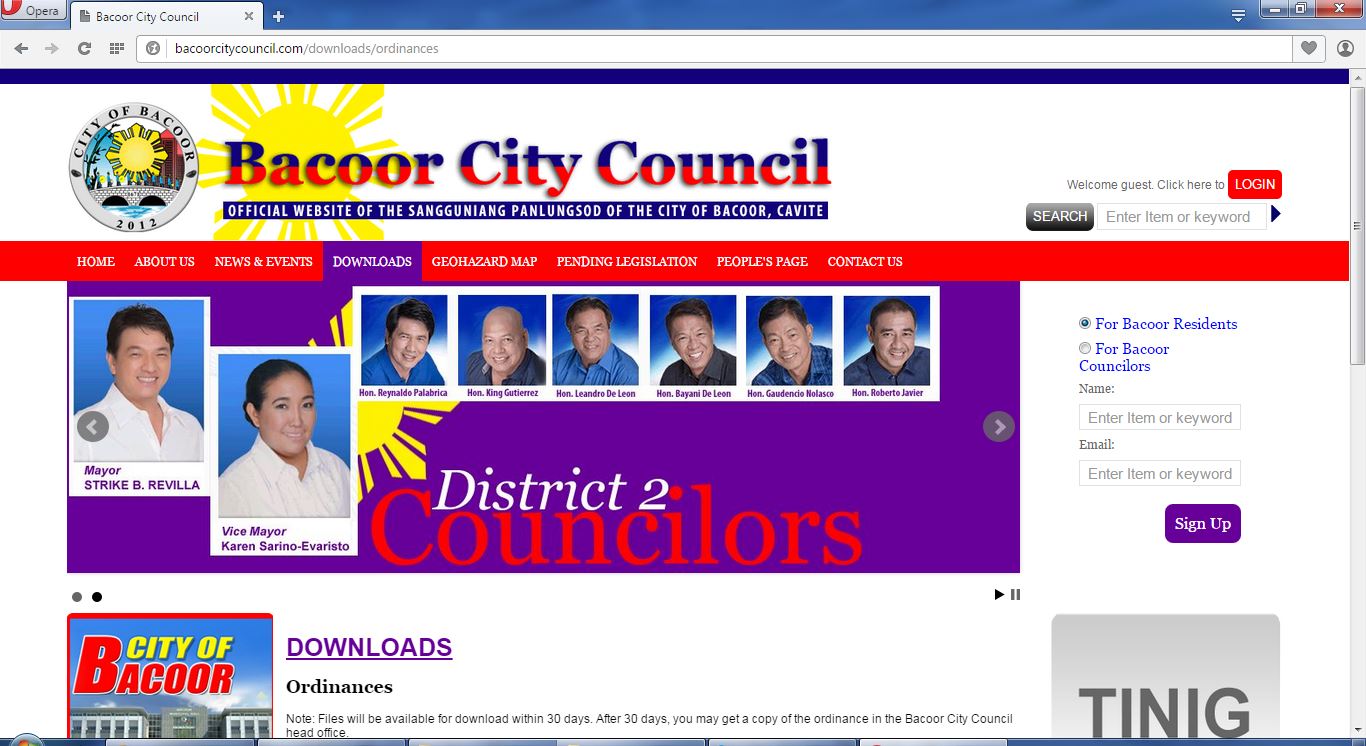 Opera
Bacoor City Council
bacoorcitycouncil.com/downloads/ordinances
CITY OF BACOOR
2012
Bacoor City Council
OFFICIAL WEBSITE OF THE SANGGUNIANG PANLUNGSOD OF THE CITY OF BACOOR, CAVITE
Welcome guest. Click here to LOGIN
SEARCH Enter Item or keyword
HOME ABOUT US NEWS & EVENTS DOWNLOADS GEOHAZARD MAP PENDING LEGISLATION PEOPLE'S PAGE CONTACT US
Hon. Reynaldo Palabrica Hon. King Gutierrez Hon. Leandro De Leon Hon. Bayani De Leon Hon. Gaudencio Nolasco Hon. Roberto Javier
Mayor
STRIKE B. REVILLA
Vice Mayor
Karen Sarino-Evaristo
District 2
Councilors
For Bacoor Residents
For Bacoor
Councilors
Name:
Enter Item or keyword
Email:
Enter Item or keyword
Sign Up
CITY OF
BACOOR
DOWNLOADS
Ordinances
Note: Files will be available for download within 30 days. After 30 days, you may get a copy of the ordinance in the Bacoor City Council
head office.
TINIG